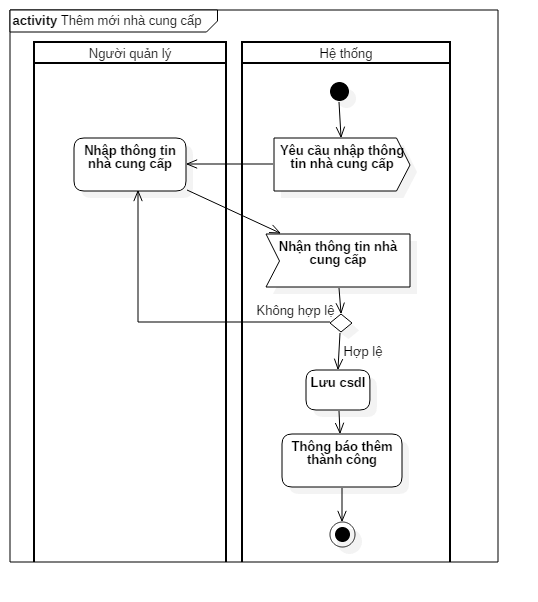 activity Thêm mới nhà cung cấp
Người quản lý
Hệ thống
Nhập thông tin
nhà cung cấp
Yêu cầu nhập thông
tin nhà cung cấp
Nhận thông tin nhà
cung cấp
Không hợp lệ
Hợp lệ
Lưu csdl
Thông báo thêm
thành công